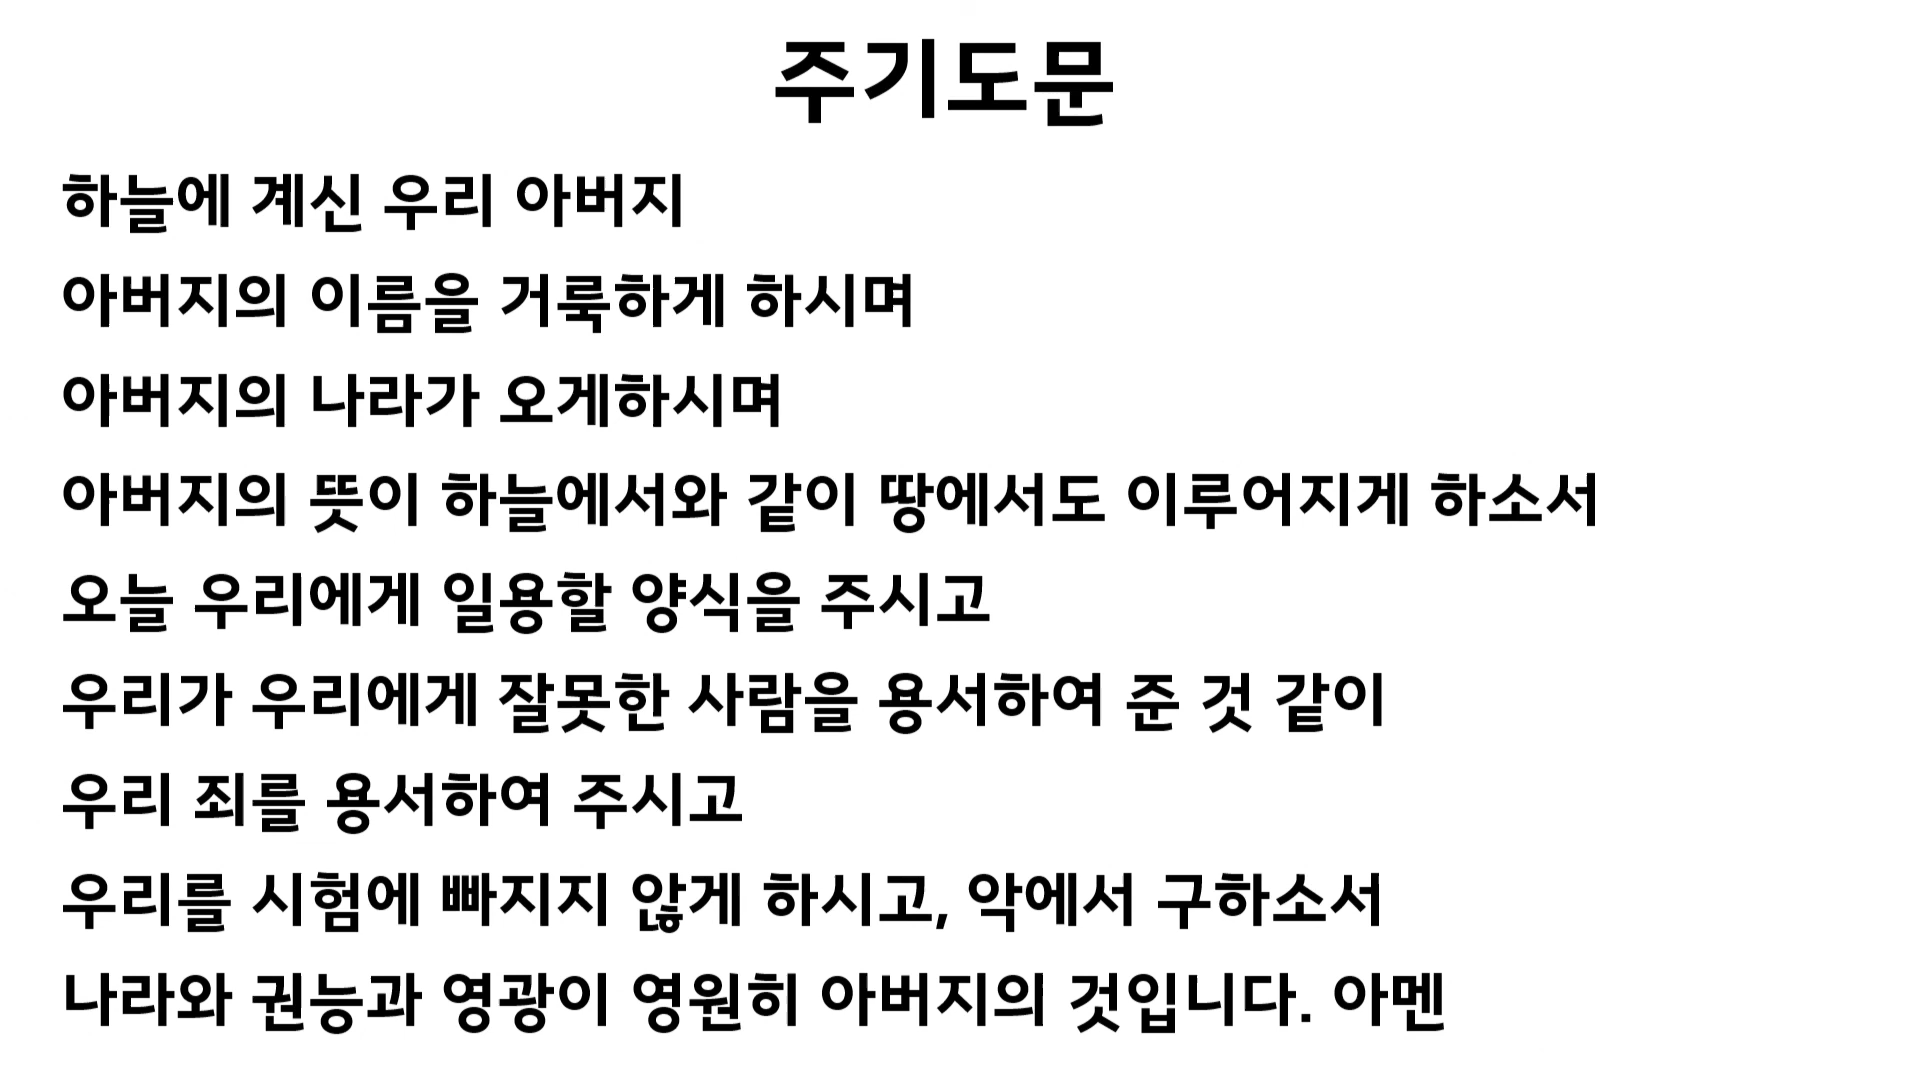 주기도문
하늘에 계신 우리 아버지
아버지의 이름을 거룩하게 하시며
아버지의 나라가 오게하시며
아버지의 뜻이 하늘에서와 같이 땅에서도 이루어지게 하소서
오늘 우리에게 일용할 양식을 주시고
우리가 우리에게 잘못한 사람을 용서하여 준 것 같이
우리 죄를 용서하여 주시고
우리를 시험에 빠지지 않게 하시고, 악에서 구하소서
나라와 권능과 영광이 영원히 아버지의 것입니다. 아멘